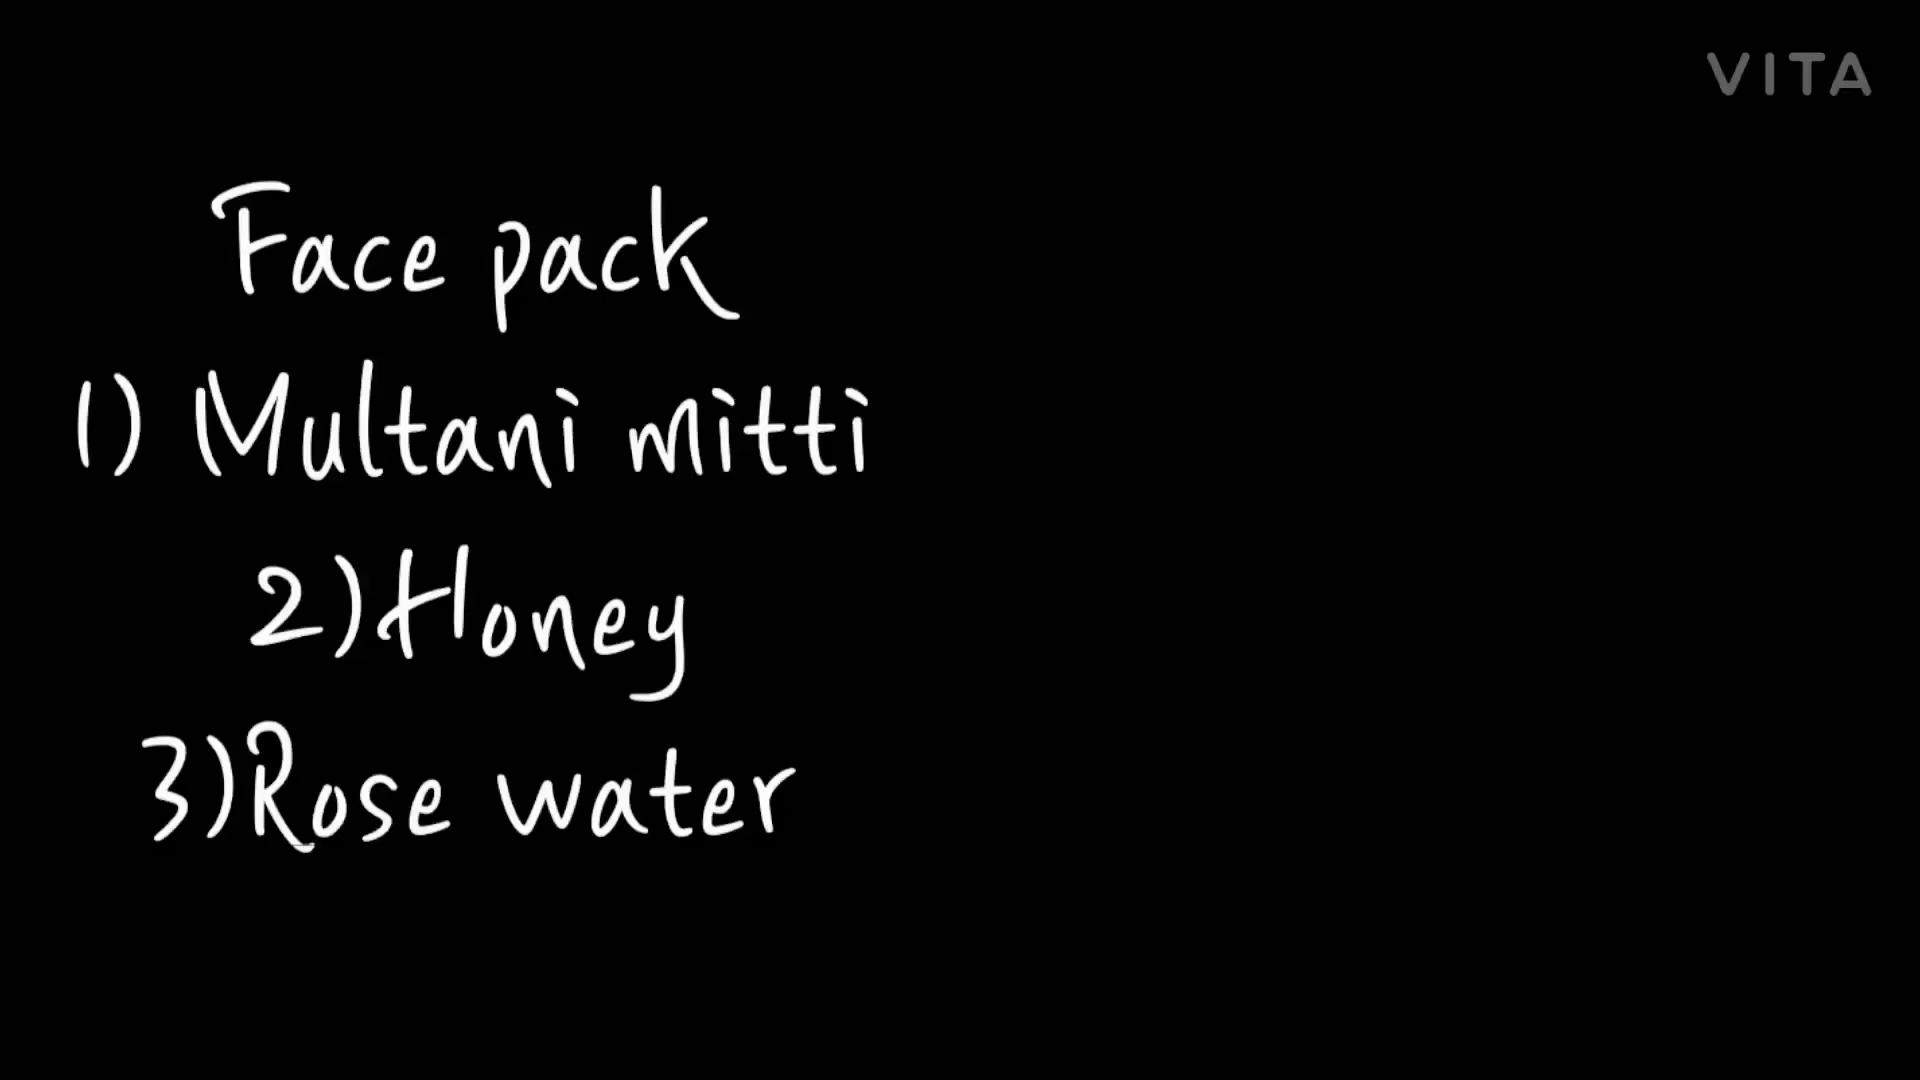 VITA
Face pack
1) Multani mitti
2) Honey
3) Rose water